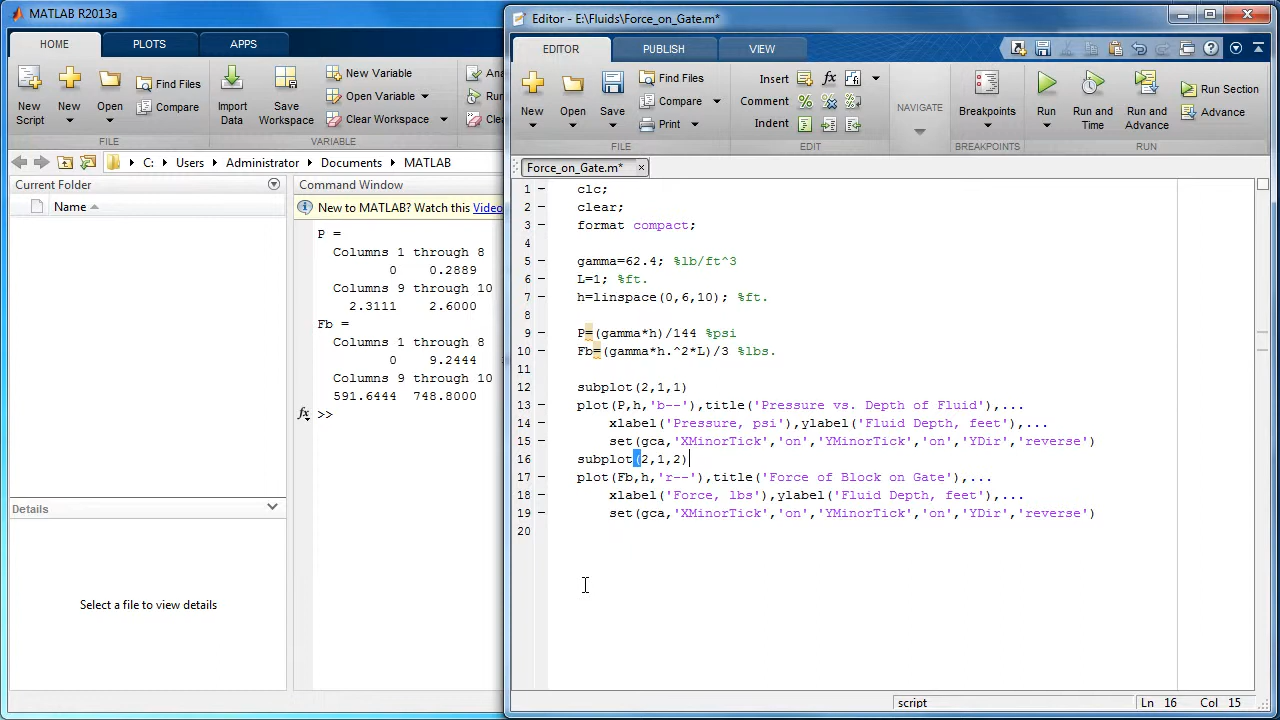 MATLAB R2013a
HOME PLOTS APPS
New Script
New
Open
Find Files
Compare
Import Data
Save Workspace
New Variable
Open Variable
Clear Workspace
Ana
Run
Clea
FILE VARIABLE
C: Users Administrator Documents MATLAB
Current Folder
Name
Details
Select a file to view details
Command Window
New to MATLAB? Watch this Video
P =
Columns 1 through 8
0 0.2889
Columns 9 through 10
2.3111 2.6000
Fb =
Columns 1 through 8
0 9.2444
Columns 9 through 10
591.6444 748.8000
fx >>
Editor - E:\Fluids\Force_on_Gate.m*
EDITOR PUBLISH VIEW
New
Open
Save
Find Files
Compare
Print
Insert fx
Comment
Indent
NAVIGATE
Breakpoints
Run
Run and Time
Run and Advance
Run Section
Advance
FILE EDIT BREAKPOINTS RUN
Force_on_Gate.m*
1 clc;
2 clear;
3 format compact;
4
5 gamma=62.4; %lb/ft^3
6 L=1; %ft.
7 h=linspace(0,6,10); %ft.
8
9 P=(gamma*h)/144 %psi
10 Fb=(gamma*h.^2*L)/3 %lbs.
11
12 subplot(2,1,1)
13 plot(P,h,'b--'),title('Pressure vs. Depth of Fluid'),...
14 xlabel('Pressure, psi'),ylabel('Fluid Depth, feet'),...
15 set(gca,'XMinorTick','on','YMinorTick','on','YDir','reverse')
16 subplot(2,1,2)
17 plot(Fb,h,'r--'),title('Force of Block on Gate'),...
18 xlabel('Force, lbs'),ylabel('Fluid Depth, feet'),...
19 set(gca,'XMinorTick','on','YMinorTick','on','YDir','reverse')
20
script Ln 16 Col 15